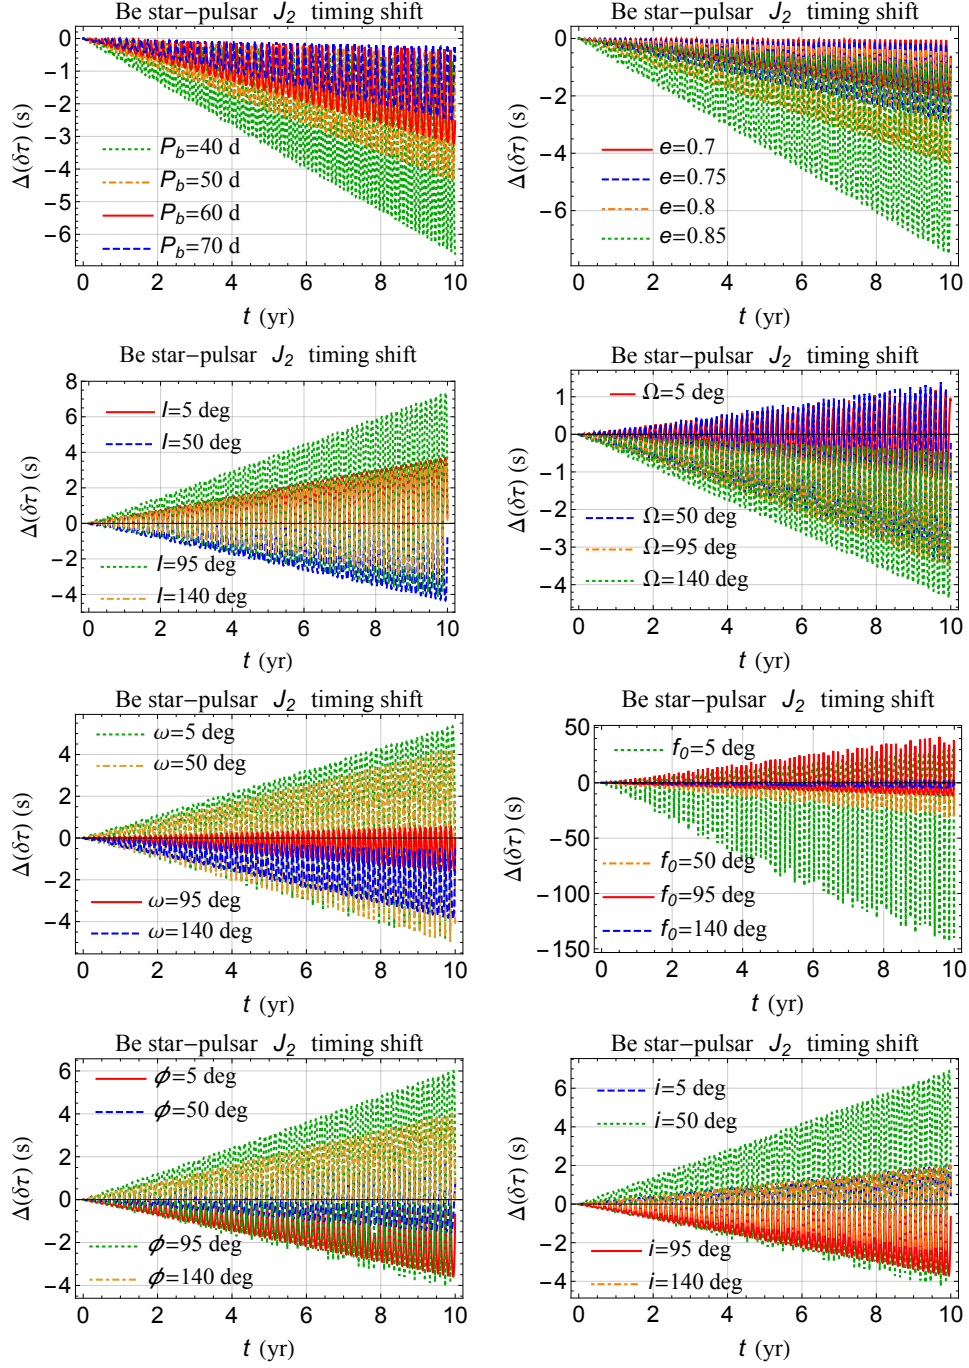 Be star−pulsar J2 timing shift
0
−1
−2
−3
−4
−5
−6
Δ(δτ) (s)
Pb=40 d
Pb=50 d
Pb=60 d
Pb=70 d
0 2 4 6 8 10
t (yr)
Be star−pulsar J2 timing shift
0
−2
−4
−6
Δ(δτ) (s)
e=0.7
e=0.75
e=0.8
e=0.85
0 2 4 6 8 10
t (yr)
Be star−pulsar J2 timing shift
8
6
4
2
0
−2
−4
Δ(δτ) (s)
I=5 deg
I=50 deg
I=95 deg
I=140 deg
0 2 4 6 8 10
t (yr)
Be star−pulsar J2 timing shift
1
0
−1
−2
−3
−4
Δ(δτ) (s)
Ω=5 deg
Ω=50 deg
Ω=95 deg
Ω=140 deg
0 2 4 6 8 10
t (yr)
Be star−pulsar J2 timing shift
4
2
0
−2
−4
Δ(δτ) (s)
ω=5 deg
ω=50 deg
ω=95 deg
ω=140 deg
0 2 4 6 8 10
t (yr)
Be star−pulsar J2 timing shift
50
0
−50
−100
−150
Δ(δτ) (s)
f0=5 deg
f0=50 deg
f0=95 deg
f0=140 deg
0 2 4 6 8 10
t (yr)
Be star−pulsar J2 timing shift
6
4
2
0
−2
−4
Δ(δτ) (s)
ϕ=5 deg
ϕ=50 deg
ϕ=95 deg
ϕ=140 deg
0 2 4 6 8 10
t (yr)
Be star−pulsar J2 timing shift
6
4
2
0
−2
−4
Δ(δτ) (s)
i=5 deg
i=50 deg
i=95 deg
i=140 deg
0 2 4 6 8 10
t (yr)